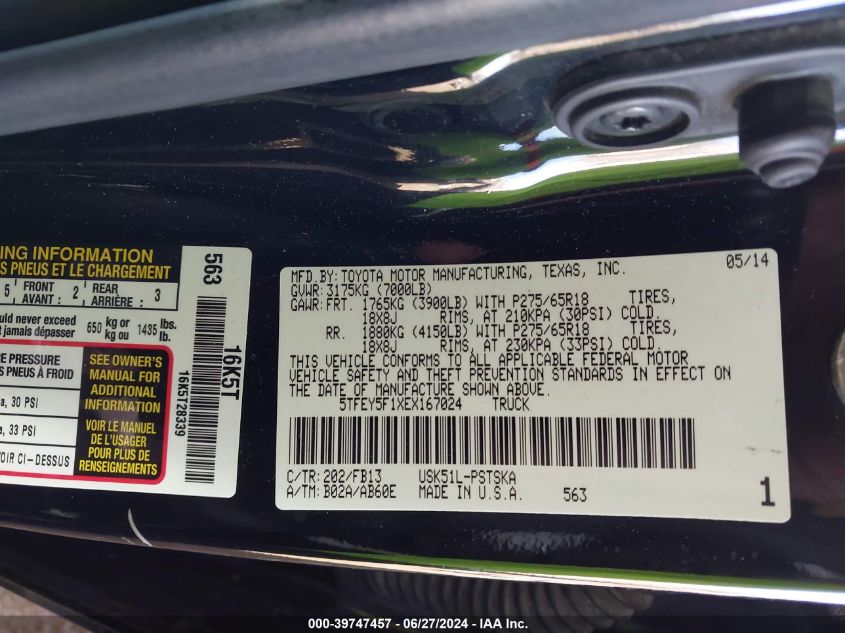 ING INFORMATION
S PNEUS ET LE CHARGEMENT
5 FRONT AVANT : 2 REAR ARRIÈRE : 3
uld never exceed
t jamais dépasser
650 kg or kg ou 1435 lbs. lb.
RE PRESSURE
S PNEUS À FROID
a, 30 PSI
a, 33 PSI
OIR CI-DESSUS
SEE OWNER'S
MANUAL FOR
ADDITIONAL
INFORMATION
VOIR LE MANUEL
DE L'USAGER
POUR PLUS DE
RENSEIGNEMENTS
563
16K5T
16K5T28339
MFD. BY: TOYOTA MOTOR MANUFACTURING, TEXAS, INC. 05/14
GVWR: 3175KG (7000LB)
GAWR: FRT. 1765KG (3900LB) WITH P275/65R18 TIRES,
18X8J RIMS, AT 210KPA (30PSI) COLD.
RR. 1880KG (4150LB) WITH P275/65R18 TIRES,
18X8J RIMS, AT 230KPA (33PSI) COLD.
THIS VEHICLE CONFORMS TO ALL APPLICABLE FEDERAL MOTOR
VEHICLE SAFETY AND THEFT PREVENTION STANDARDS IN EFFECT ON
THE DATE OF MANUFACTURE SHOWN ABOVE.
5TFEY5F1XEX167024 TRUCK
C/TR: 202/FB13 USK51L-PSTSKA
A/TM: B02A/AB60E MADE IN U.S.A. 563 1
000-39747457 - 06/27/2024 - IAA Inc.